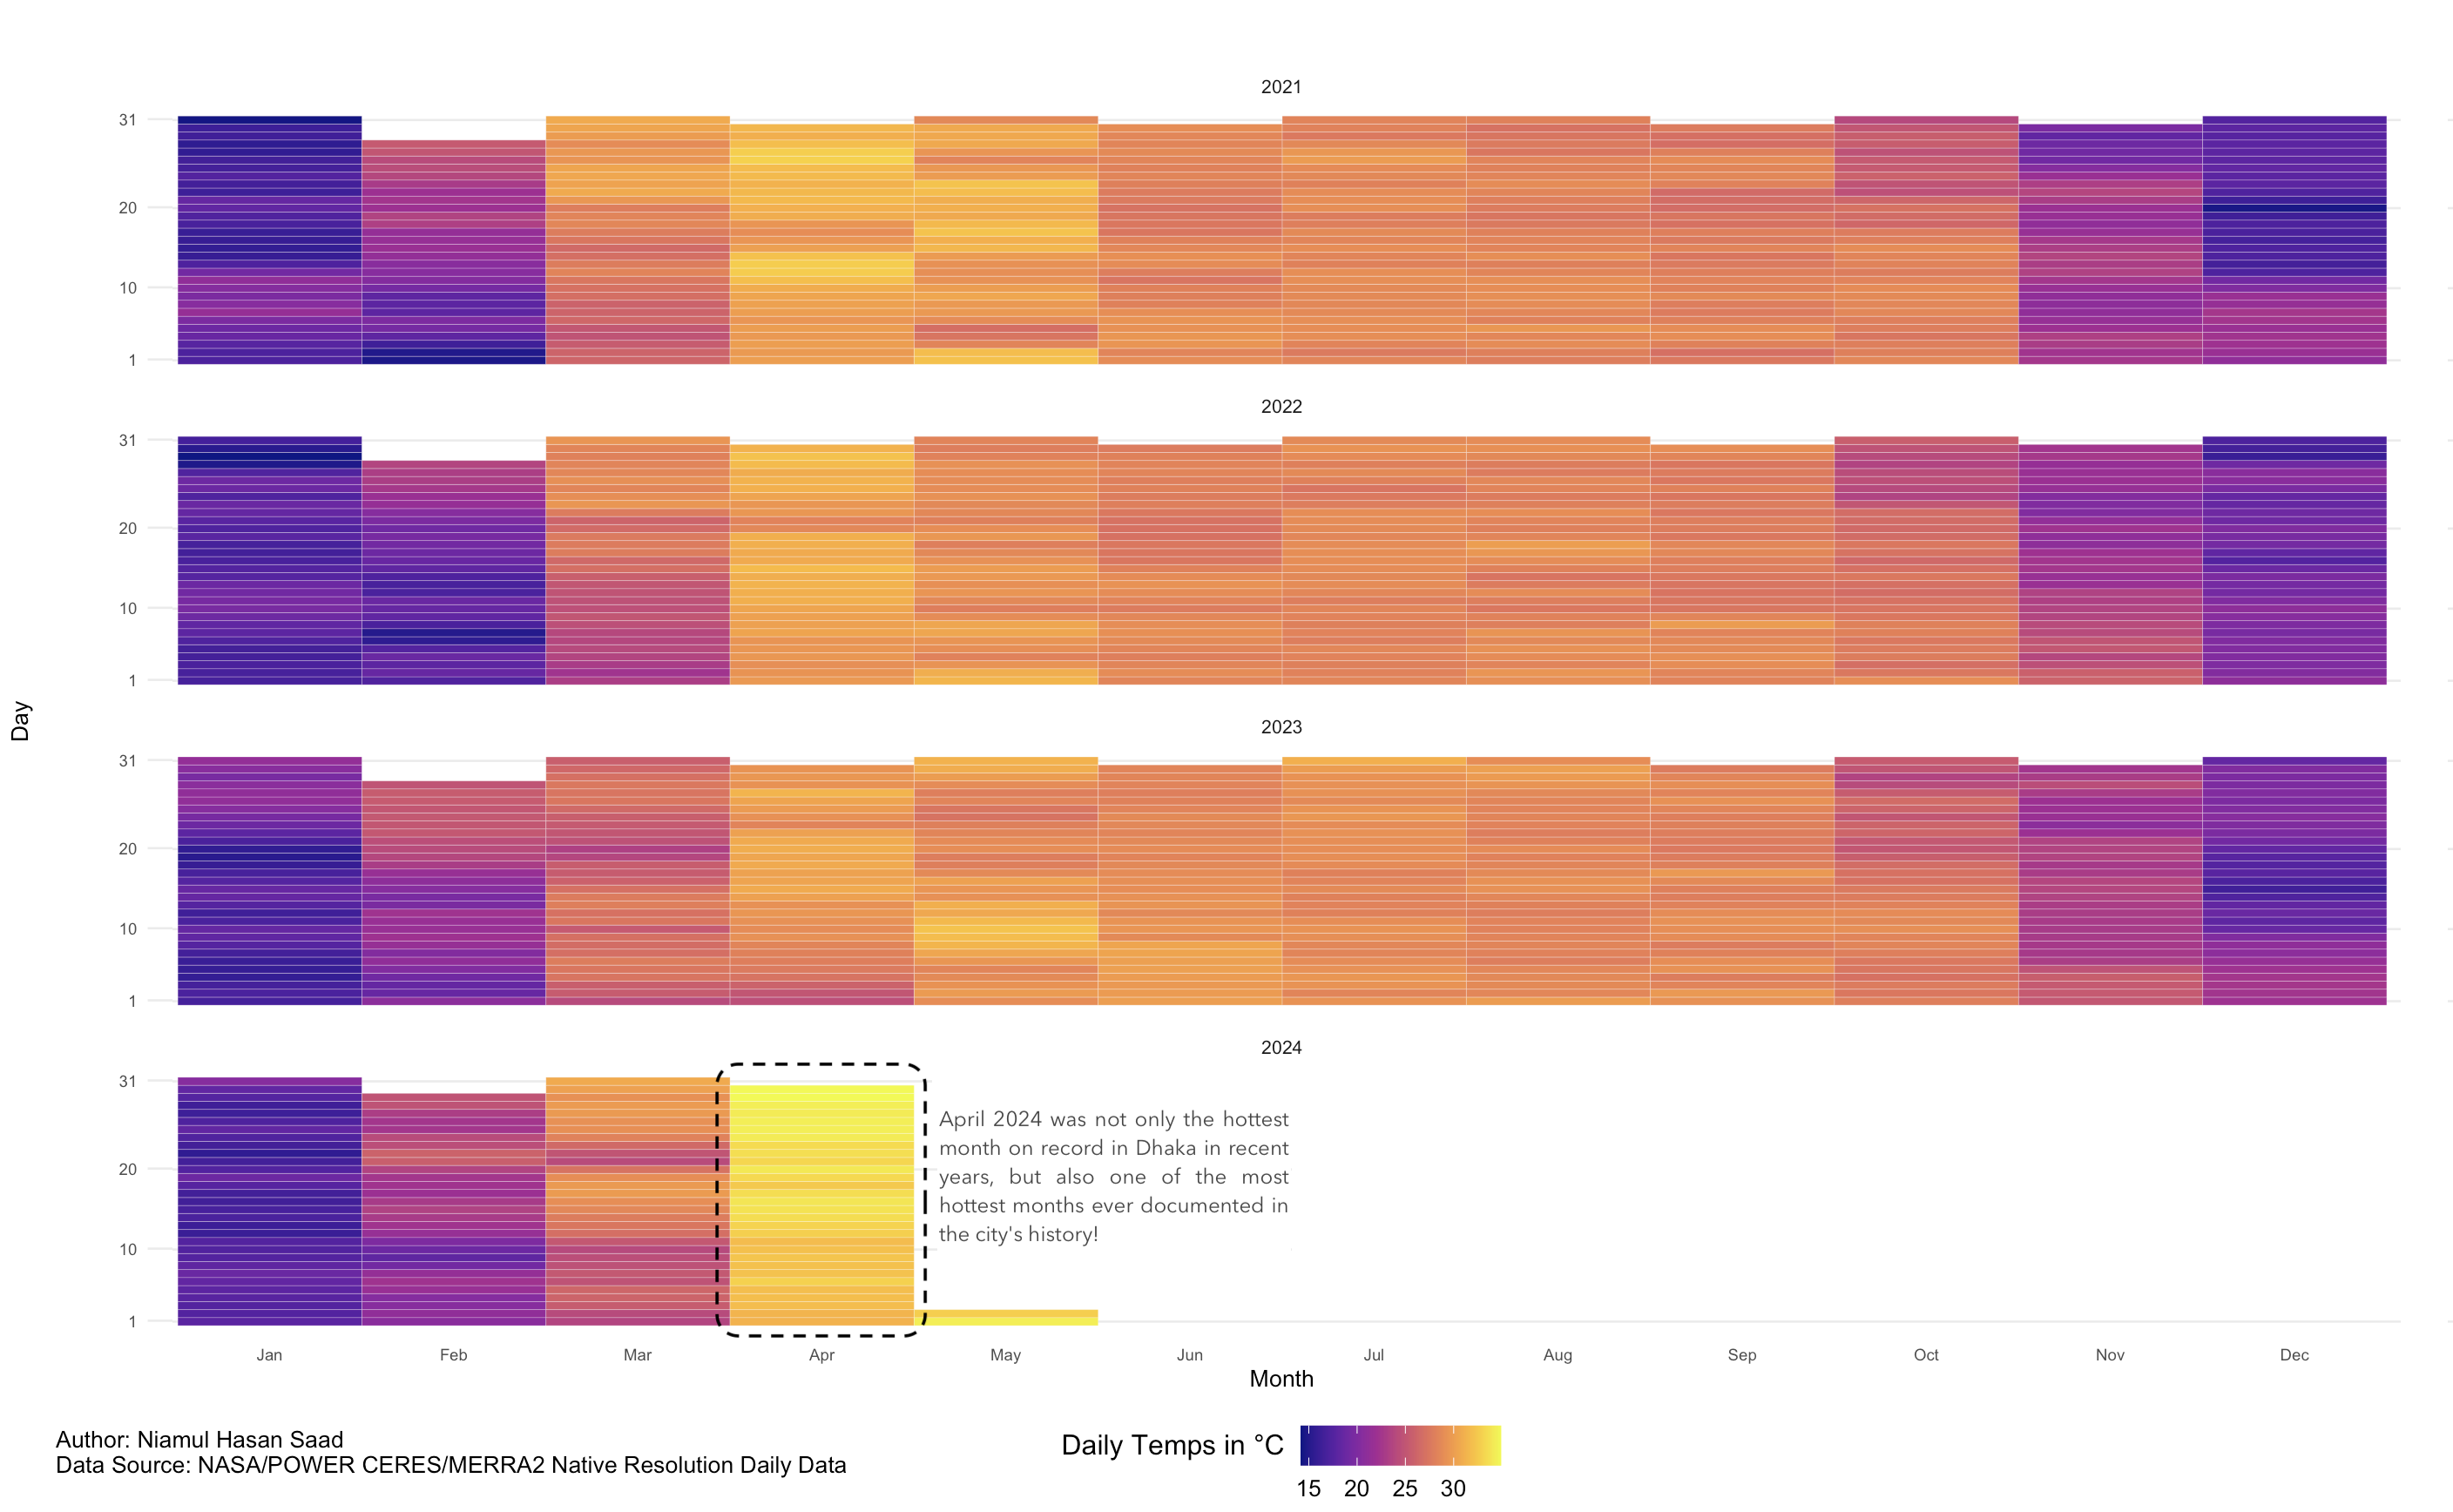 2021
31
20
10
1
2022
31
20
10
1
2023
31
20
10
1
2024
31
20
10
1
Day
April 2024 was not only the hottest
month on record in Dhaka in recent
years, but also one of the most
hottest months ever documented in
the city's history!
Jan Feb Mar Apr May Jun Jul Aug Sep Oct Nov Dec
Month
Author: Niamul Hasan Saad
Data Source: NASA/POWER CERES/MERRA2 Native Resolution Daily Data
Daily Temps in °C
15 20 25 30